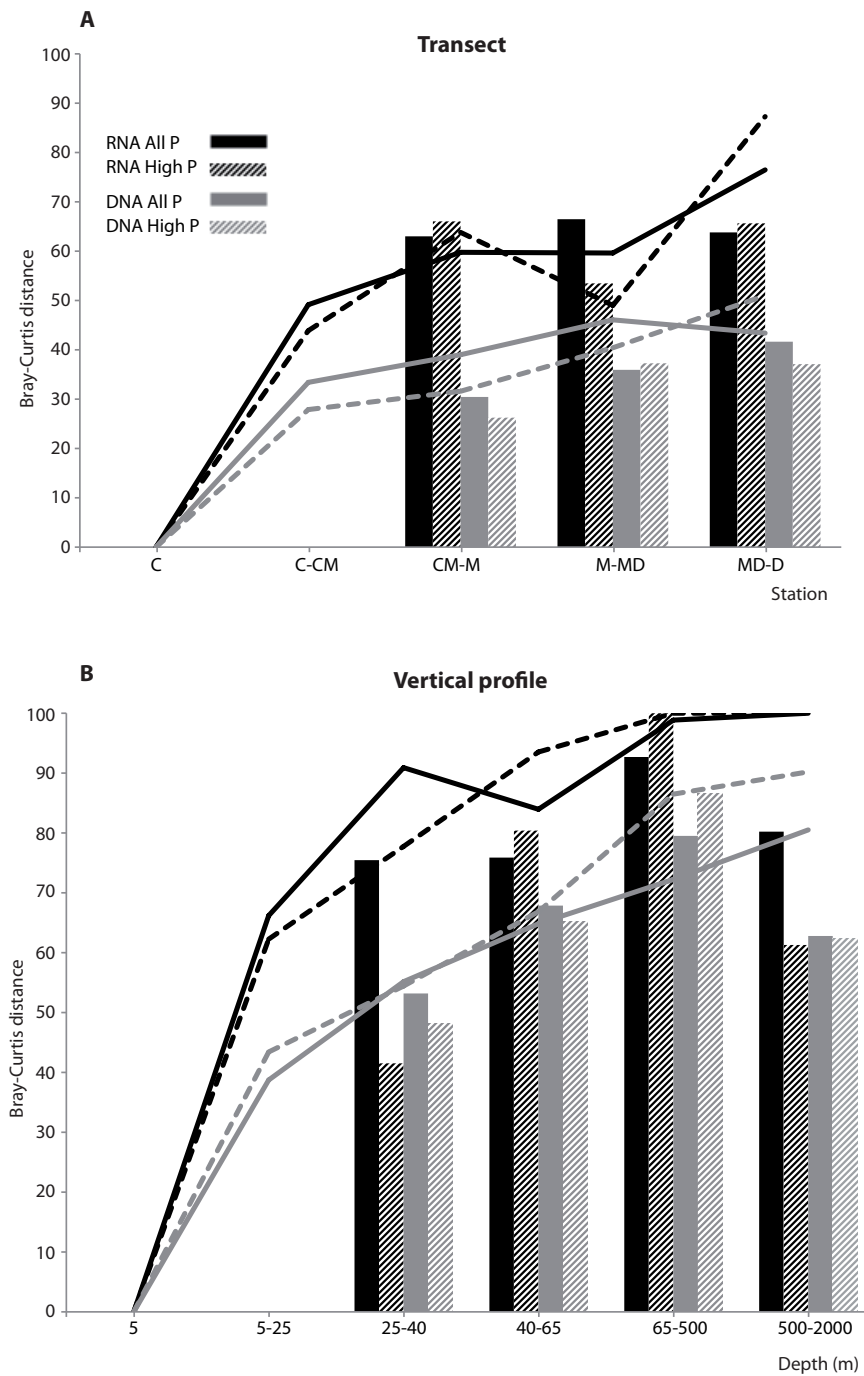 A
Transect
100
90
80
70
60
50
40
30
20
10
0
Bray-Curtis distance
RNA All P
RNA High P
DNA All P
DNA High P
C
C-CM
CM-M
M-MD
MD-D
Station
B
Vertical profile
100
90
80
70
60
50
40
30
20
10
0
Bray-Curtis distance
5
5-25
25-40
40-65
65-500
500-2000
Depth (m)